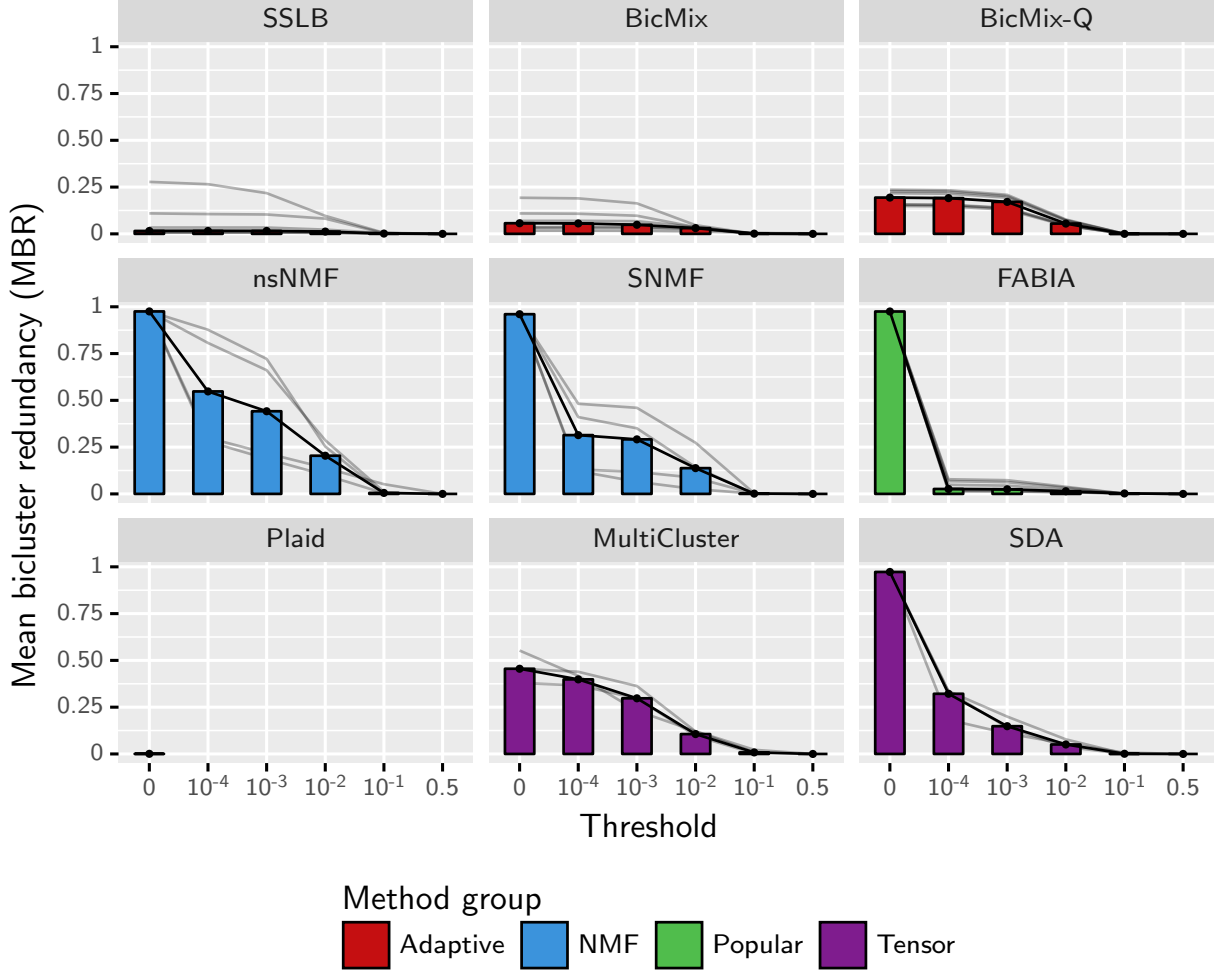 SSLB BicMix BicMix-Q
1
0.75
0.50
0.25
0
nsNMF SNMF FABIA
1
0.75
0.50
0.25
0
Plaid MultiCluster SDA
1
0.75
0.50
0.25
0
0 10⁻⁴ 10⁻³ 10⁻² 10⁻¹ 0.5 0 10⁻⁴ 10⁻³ 10⁻² 10⁻¹ 0.5 0 10⁻⁴ 10⁻³ 10⁻² 10⁻¹ 0.5
Mean bicluster redundancy (MBR)
Threshold
Method group
Adaptive NMF Popular Tensor